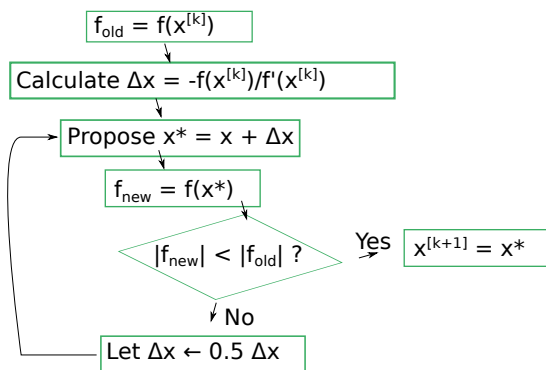 f_old = f(x^[k])
Calculate Δx = -f(x^[k])/f'(x^[k])
Propose x* = x + Δx
f_new = f(x*)
|f_new| < |f_old| ?
Yes
x^[k+1] = x*
No
Let Δx ← 0.5 Δx